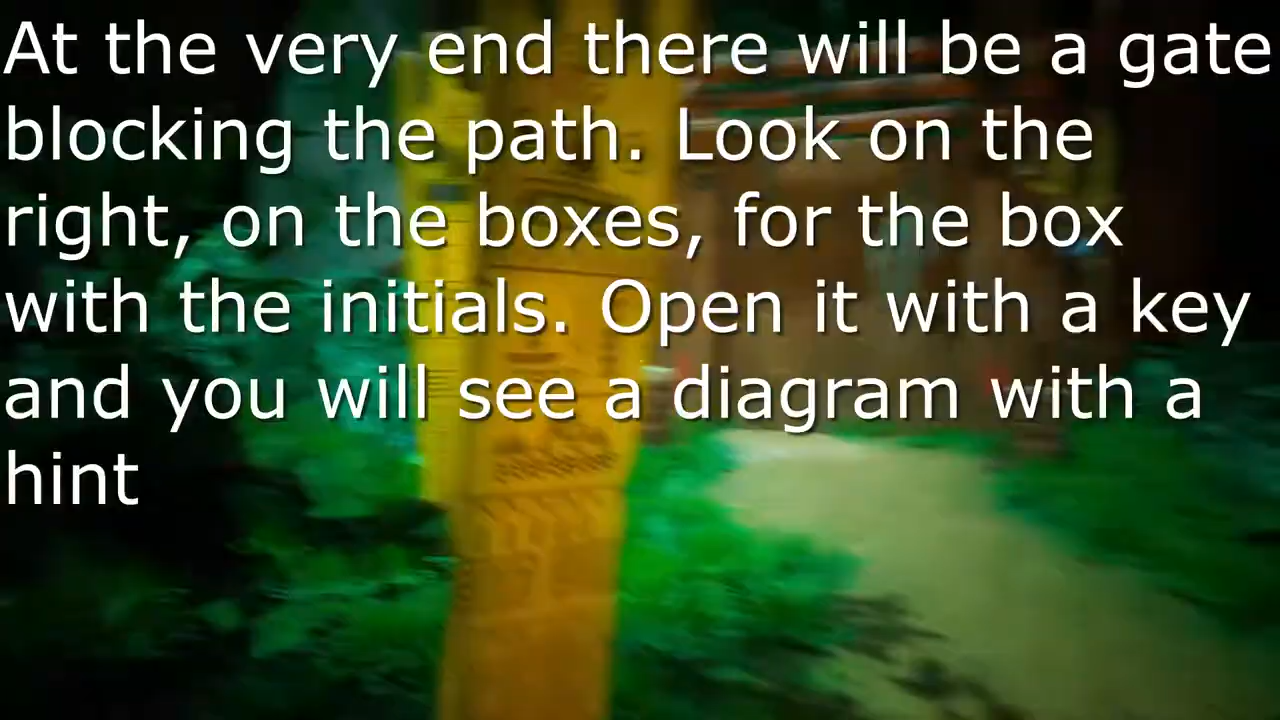 At the very end there will be a gate
blocking the path. Look on the
right, on the boxes, for the box
with the initials. Open it with a key
and you will see a diagram with a
hint